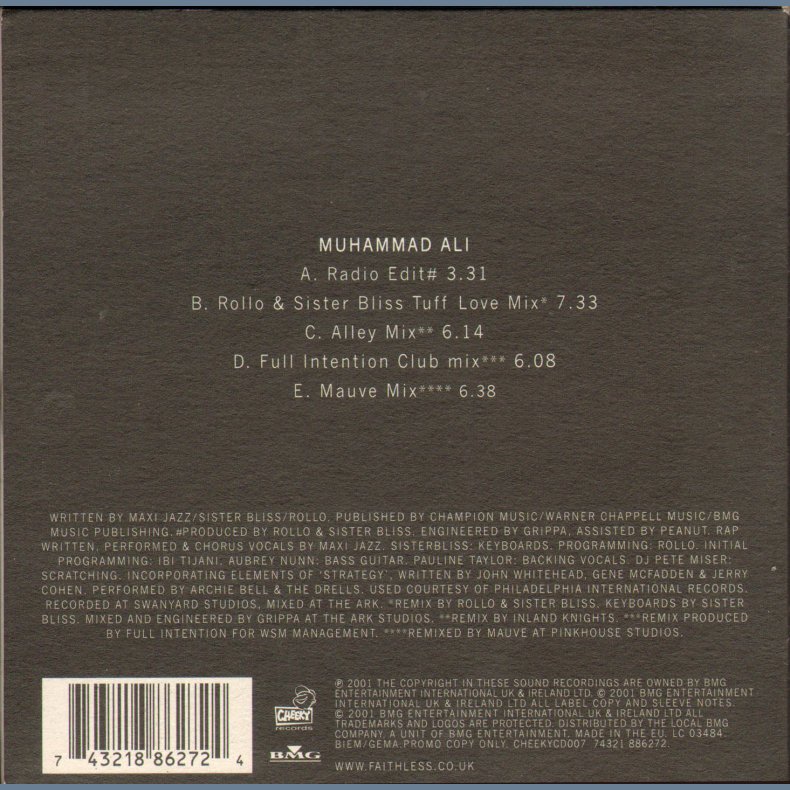 MUHAMMAD ALI
A. Radio Edit# 3.31
B. Rollo & Sister Bliss Tuff Love Mix* 7.33
C. Alley Mix** 6.14
D. Full Intention Club mix*** 6.08
E. Mauve Mix**** 6.38
WRITTEN BY MAXI JAZZ/SISTER BLISS/ROLLO. PUBLISHED BY CHAMPION MUSIC/WARNER CHAPPELL MUSIC/BMG
MUSIC PUBLISHING. #PRODUCED BY ROLLO & SISTER BLISS. ENGINEERED BY GRIPPA, ASSISTED BY PEANUT. RAP
WRITTEN, PERFORMED & CHORUS VOCALS BY MAXI JAZZ. SISTERBLISS: KEYBOARDS. PROGRAMMING: ROLLO. INITIAL
PROGRAMMING: IBI TIJANI. AUBREY NUNN: BASS GUITAR. PAULINE TAYLOR: BACKING VOCALS. DJ PETE MISER:
SCRATCHING. INCORPORATING ELEMENTS OF 'STRATEGY', WRITTEN BY JOHN WHITEHEAD, GENE MCFADDEN & JERRY
COHEN. PERFORMED BY ARCHIE BELL & THE DRELLS. USED COURTESY OF PHILADELPHIA INTERNATIONAL RECORDS.
RECORDED AT SWANYARD STUDIOS, MIXED AT THE ARK. *REMIX BY ROLLO & SISTER BLISS. KEYBOARDS BY SISTER
BLISS. MIXED AND ENGINEERED BY GRIPPA AT THE ARK STUDIOS. **REMIX BY INLAND KNIGHTS. ***REMIX PRODUCED
BY FULL INTENTION FOR WSM MANAGEMENT. ****REMIXED BY MAUVE AT PINKHOUSE STUDIOS.
7 43218 86272 4
CHEEKY
records
BMG
℗ 2001 THE COPYRIGHT IN THESE SOUND RECORDINGS ARE OWNED BY BMG
ENTERTAINMENT INTERNATIONAL UK & IRELAND LTD. © 2001 BMG ENTERTAINMENT
INTERNATIONAL UK & IRELAND LTD ALL LABEL COPY AND SLEEVE NOTES.
© 2001 BMG ENTERTAINMENT INTERNATIONAL UK & IRELAND LTD ALL
TRADEMARKS AND LOGOS ARE PROTECTED. DISTRIBUTED BY THE LOCAL BMG
COMPANY. A UNIT OF BMG ENTERTAINMENT. MADE IN THE EU. LC 03484.
BIEM/GEMA.PROMO COPY ONLY. CHEEKYCD007 74321 886272.
WWW.FAITHLESS.CO.UK